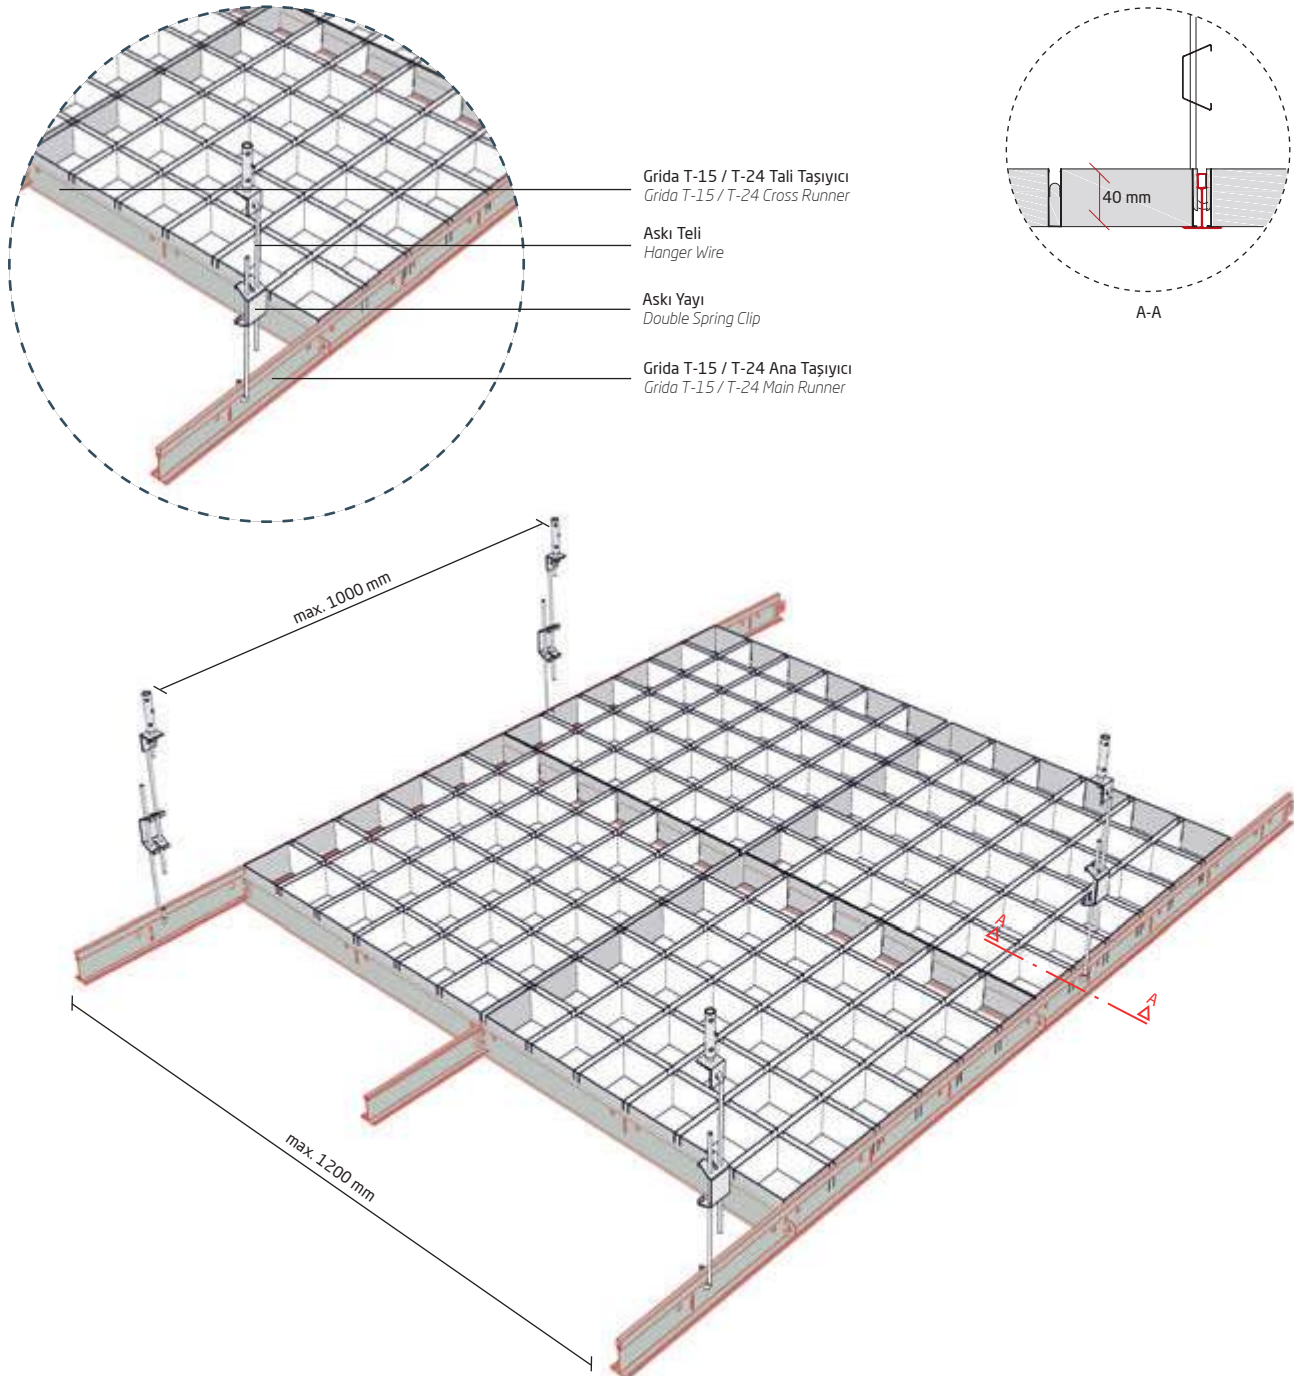 Grida T-15 / T-24 Tali Taşıyıcı
Grida T-15 / T-24 Cross Runner
Askı Teli
Hanger Wire
Askı Yayı
Double Spring Clip
Grida T-15 / T-24 Ana Taşıyıcı
Grida T-15 / T-24 Main Runner
40 mm
A-A
max. 1000 mm
A
A
max. 1200 mm